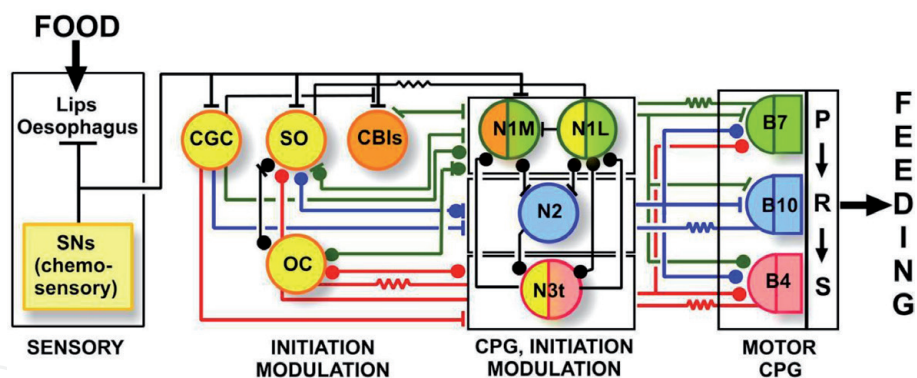 FOOD
Lips
Oesophagus
SNs
(chemo-
sensory)
SENSORY
CGC
SO
CBIs
OC
INITIATION
MODULATION
N1M
N1L
N2
N3t
CPG, INITIATION
MODULATION
B7
B10
B4
P
R
S
MOTOR
CPG
FEEDING